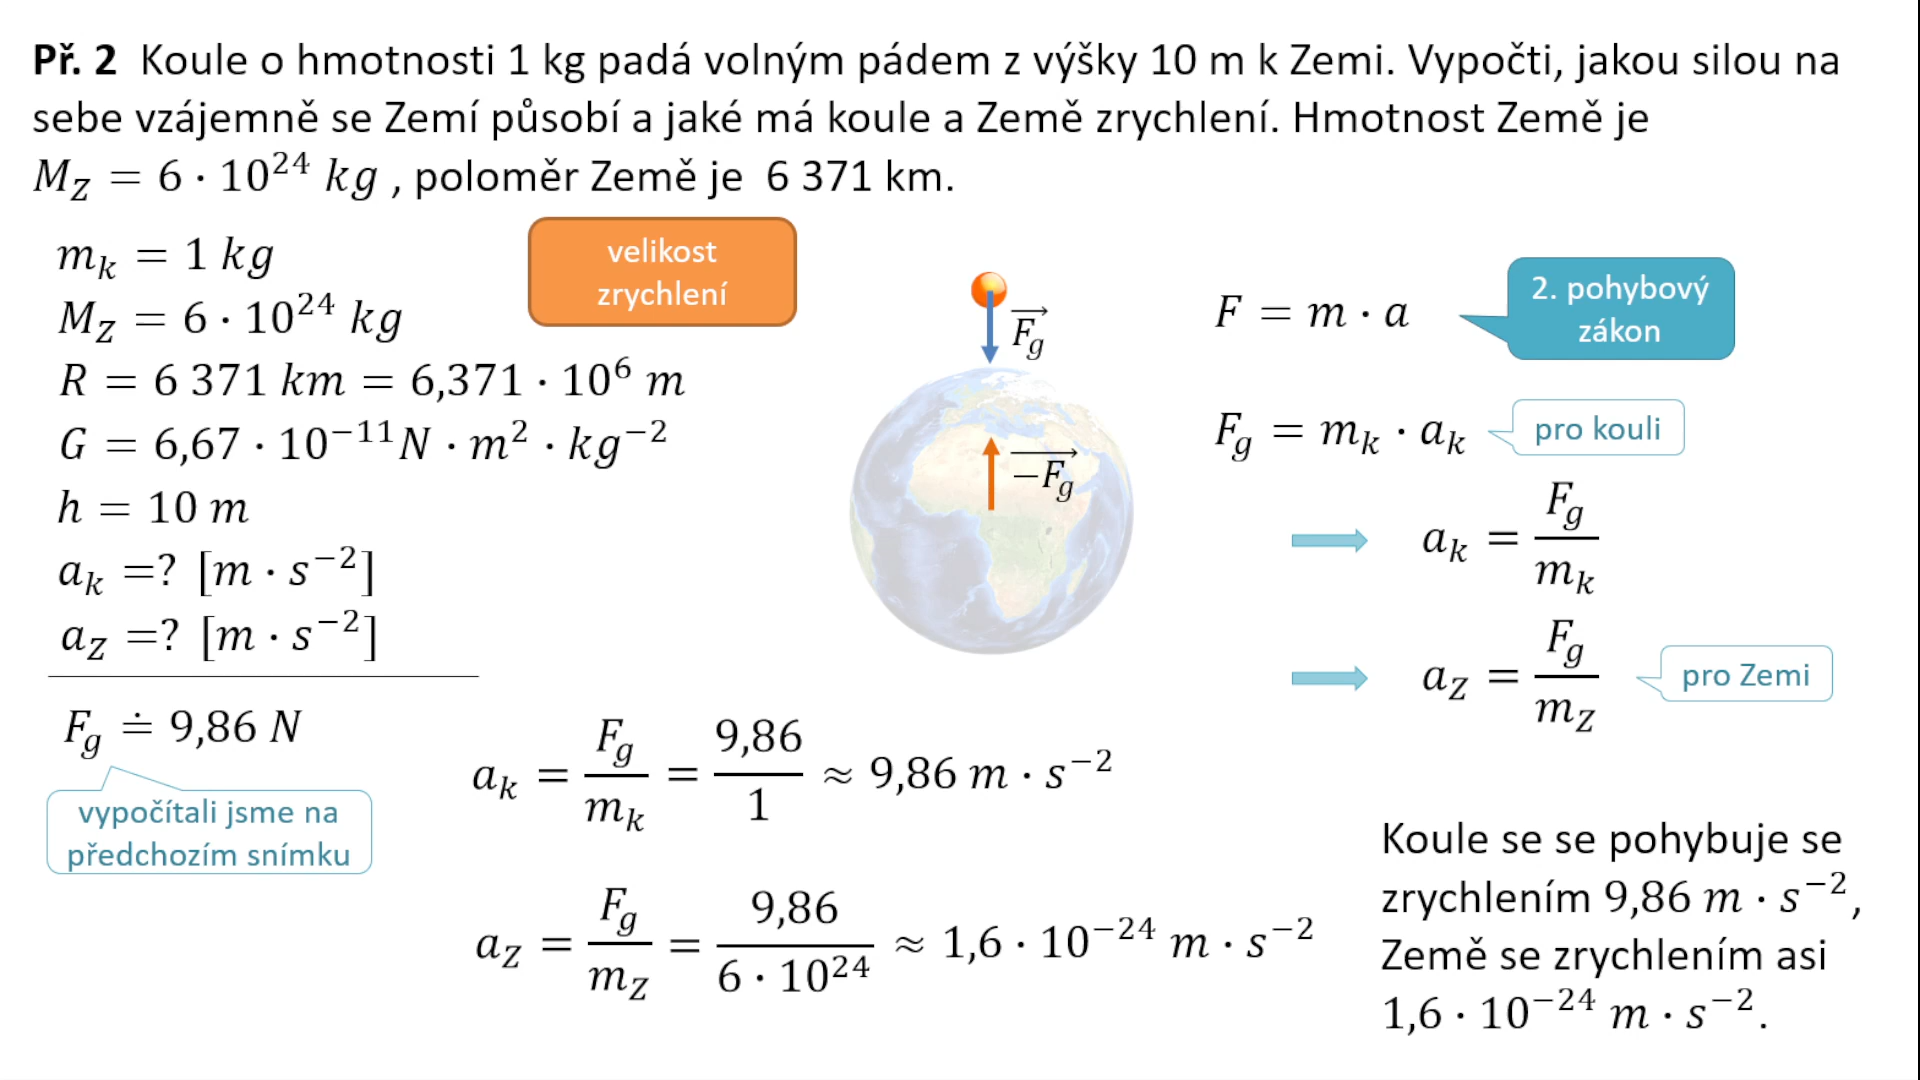 Př. 2 Koule o hmotnosti 1 kg padá volným pádem z výšky 10 m k Zemi. Vypočti, jakou silou na
sebe vzájemně se Zemí působí a jaké má koule a Země zrychlení. Hmotnost Země je
M_Z = 6 · 10^24 kg , poloměr Země je 6 371 km.
m_k = 1 kg
M_Z = 6 · 10^24 kg
R = 6 371 km = 6,371 · 10^6 m
G = 6,67 · 10^−11 N · m^2 · kg^−2
h = 10 m
a_k =? [m · s^−2]
a_Z =? [m · s^−2]
F_g ≐ 9,86 N
vypočítali jsme na
předchozím snímku
velikost
zrychlení
F_g
−F_g
F = m · a
2. pohybový
zákon
F_g = m_k · a_k
pro kouli
a_k = F_g / m_k
a_Z = F_g / m_Z
pro Zemi
a_k = F_g / m_k = 9,86 / 1 ≈ 9,86 m · s^−2
a_Z = F_g / m_Z = 9,86 / 6 · 10^24 ≈ 1,6 · 10^−24 m · s^−2
Koule se se pohybuje se
zrychlením 9,86 m · s^−2,
Země se zrychlením asi
1,6 · 10^−24 m · s^−2.